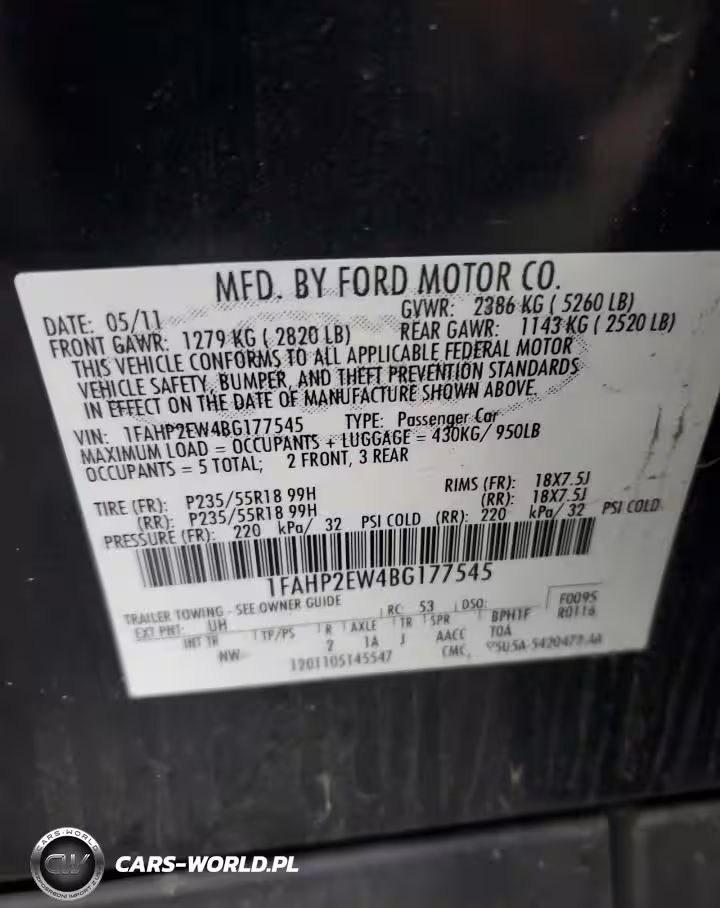 MFD. BY FORD MOTOR CO.
DATE: 05/11 GVWR: 2386 KG ( 5260 LB)
FRONT GAWR: 1279 KG ( 2820 LB) REAR GAWR: 1143 KG ( 2520 LB)
THIS VEHICLE CONFORMS TO ALL APPLICABLE FEDERAL MOTOR
VEHICLE SAFETY, BUMPER, AND THEFT PREVENTION STANDARDS
IN EFFECT ON THE DATE OF MANUFACTURE SHOWN ABOVE.
VIN: 1FAHP2EW4BG177545 TYPE: Passenger Car
MAXIMUM LOAD = OCCUPANTS + LUGGAGE = 430KG/ 950LB
OCCUPANTS = 5 TOTAL; 2 FRONT, 3 REAR
TIRE (FR): P235/55R18 99H RIMS (FR): 18X7.5J
(RR): P235/55R18 99H (RR): 18X7.5J
PRESSURE (FR): 220 kPa/ 32 PSI COLD (RR): 220 kPa/ 32 PSI COLD
1FAHP2EW4BG177545
TRAILER TOWING - SEE OWNER GUIDE
EXT PNT: UH RC: 53 DSO: F0095
R0116
INT TR TP/PS R AXLE TR SPR BPH1F
NW 2 1A J AACC TOA
1201105145547 CMC,
CARS-WORLD
CW
CARS-WORLD.PL